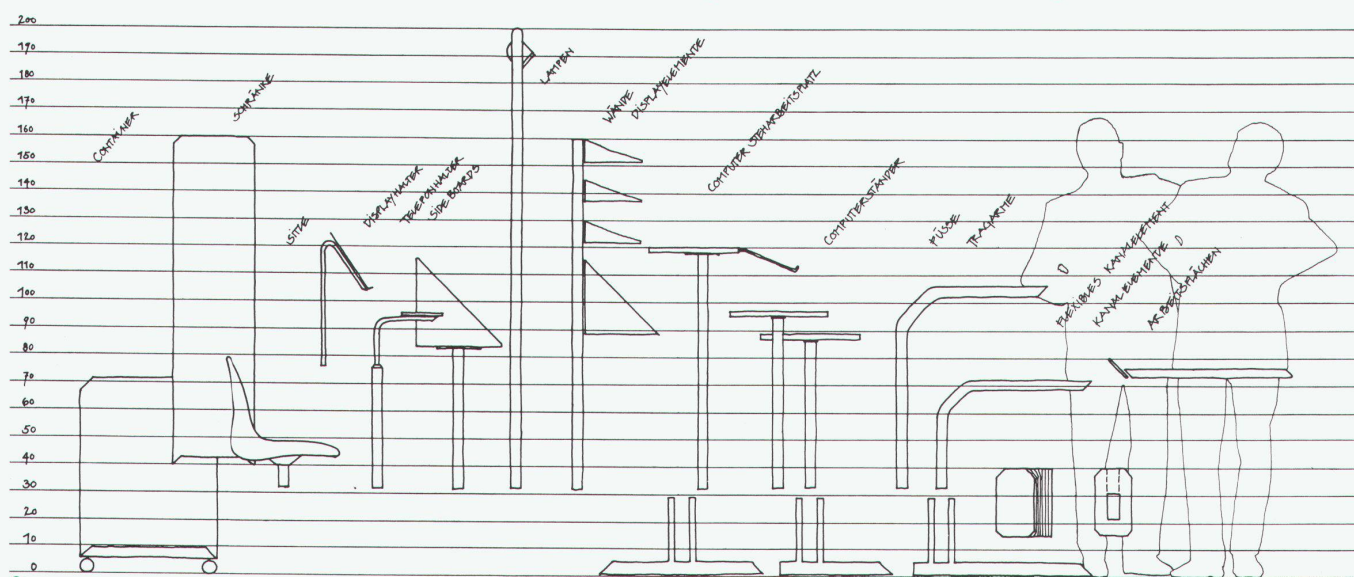 200
190
180
170
160
150
140
130
120
110
100
90
80
70
60
50
40
30
20
10
0
CONTAINER
SCHRÄNKE
SITZE
DISPLAYHALTER
TELEFONHALTER
SIDE BOARDS
LAMPEN
WÄNDE
DISPLAYELEMENTE
COMPUTER STEHARBEITSPLATZ
COMPUTERSTÄNDER
FÜSSE
TRAGARME
FLEXIBLES KANALELEMENT
KANALELEMENTE
ARBEITSFLÄCHEN